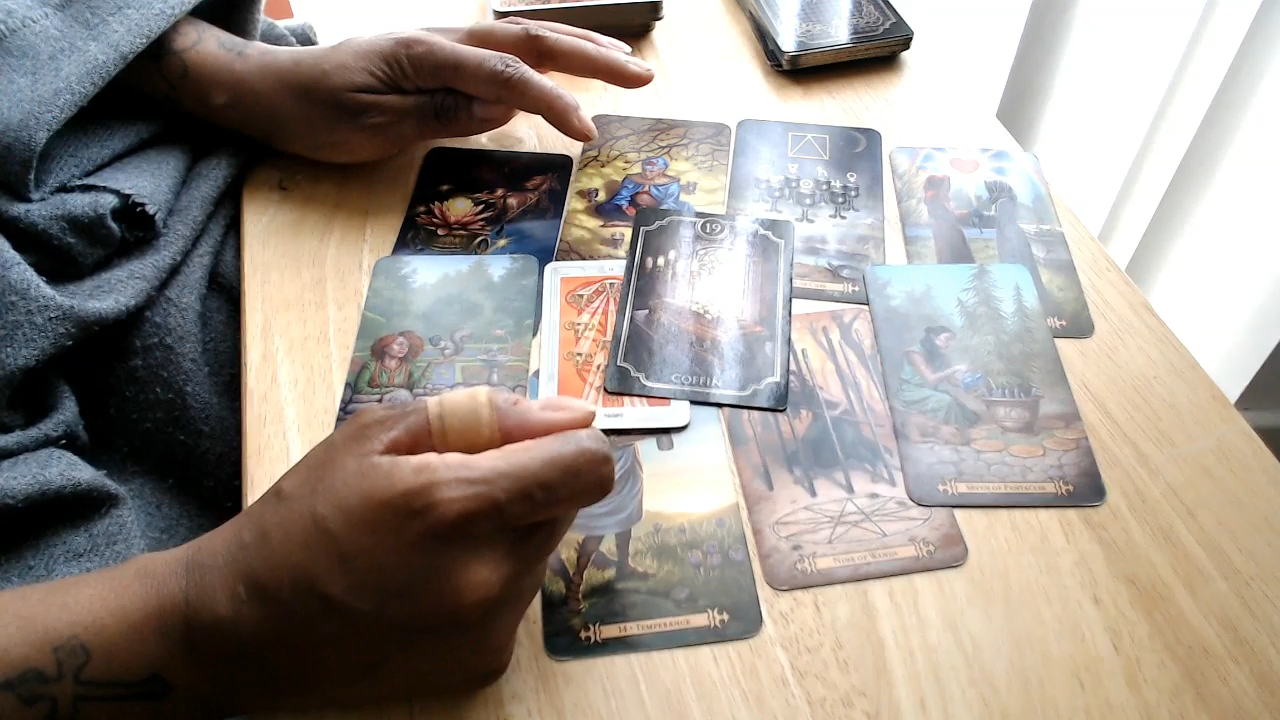 19
COFFIN
SEVEN OF PENTACLES
NINE OF WANDS
14 • TEMPERANCE